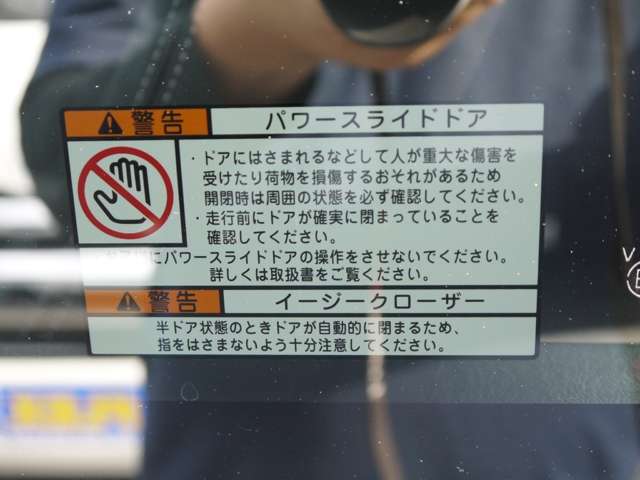 警告 パワースライドドア
・ドアにはさまれるなどして人が重大な傷害を
受けたり荷物を損傷するおそれがあるため
開閉時は周囲の状態を必ず確認してください。
・走行前にドアが確実に閉まっていることを
確認してください。
にパワースライドドアの操作をさせないでください。
詳しくは取扱書をご覧ください。
警告 イージークローザー
半ドア状態のときドアが自動的に閉まるため、
指をはさまないよう十分注意してください。
V